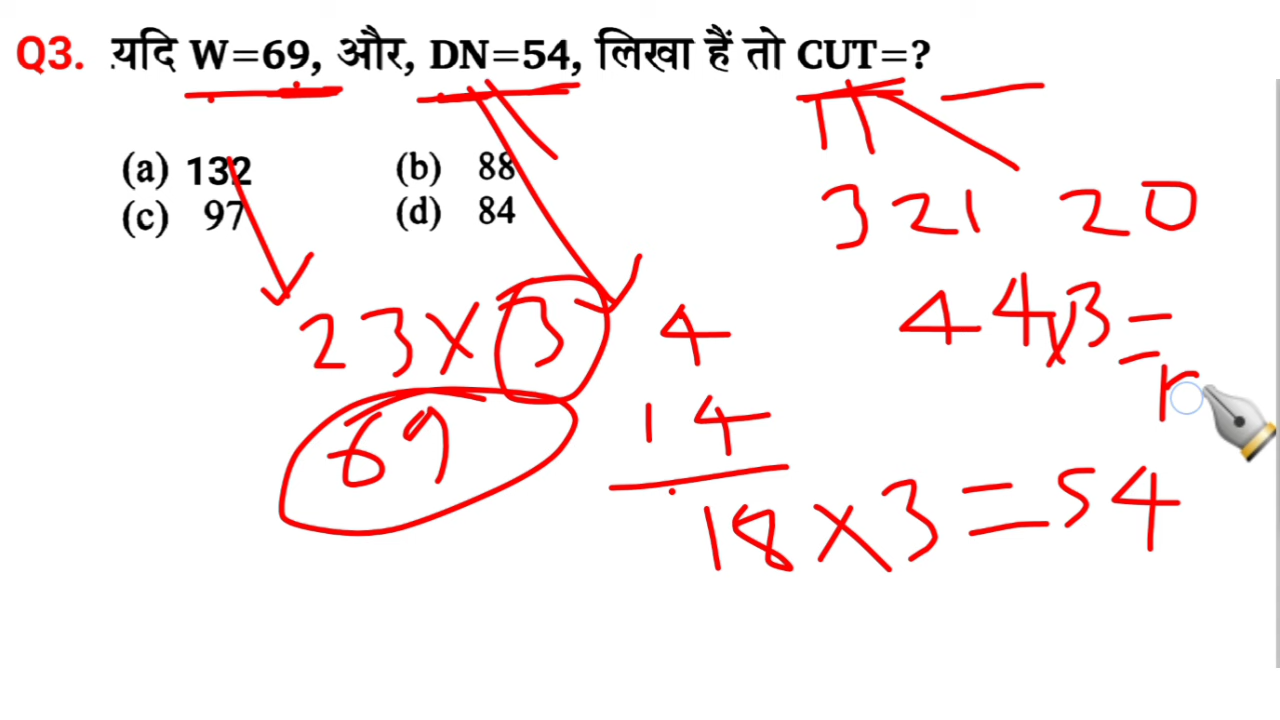 Q3. य़दि W=69, और, DN=54, लिखा हैं तो CUT=?
(a) 132 (b) 88
(c) 97 (d) 84
3 21 20
23×3 4 44×3=
69 14
18×3=54